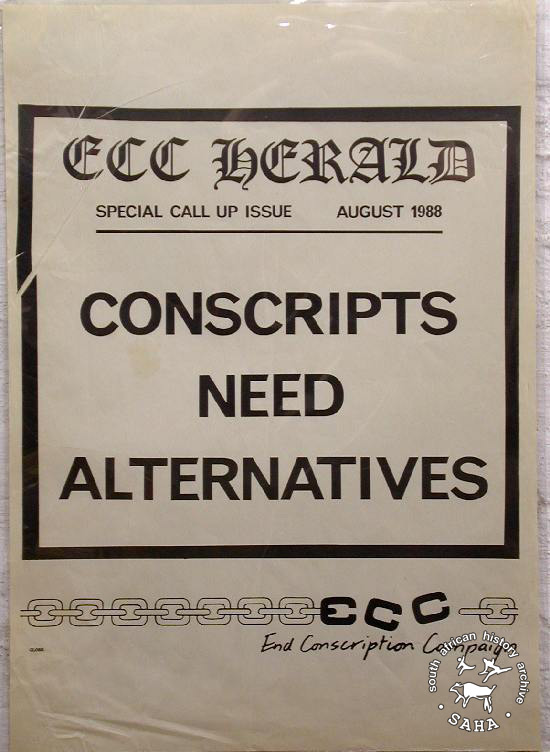 ECC HERALD
SPECIAL CALL UP ISSUE AUGUST 1988
CONSCRIPTS
NEED
ALTERNATIVES
ECC
End Conscription Campaign
GLOBE
south african history archive
• SAHA •